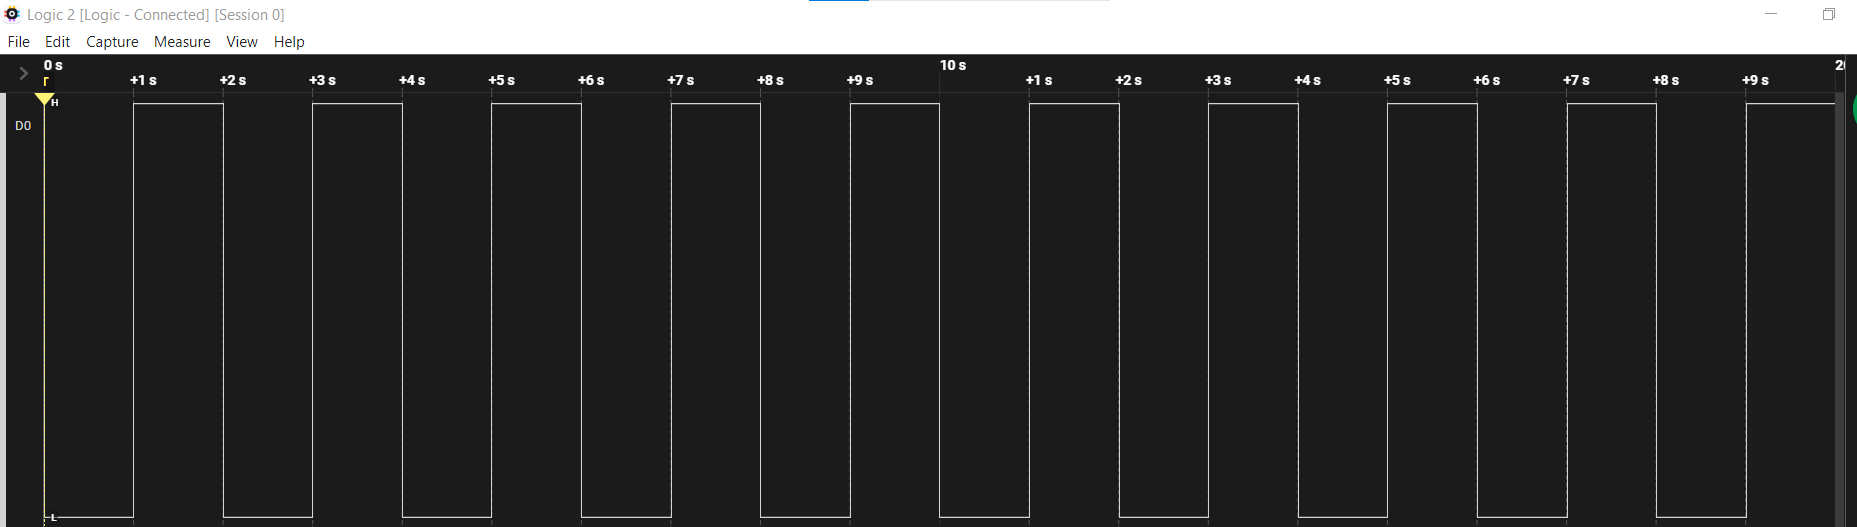 Logic 2 [Logic - Connected] [Session 0]
File Edit Capture Measure View Help
0 s 10 s
+1 s +2 s +3 s +4 s +5 s +6 s +7 s +8 s +9 s +1 s +2 s +3 s +4 s +5 s +6 s +7 s +8 s +9 s
H
D0
L